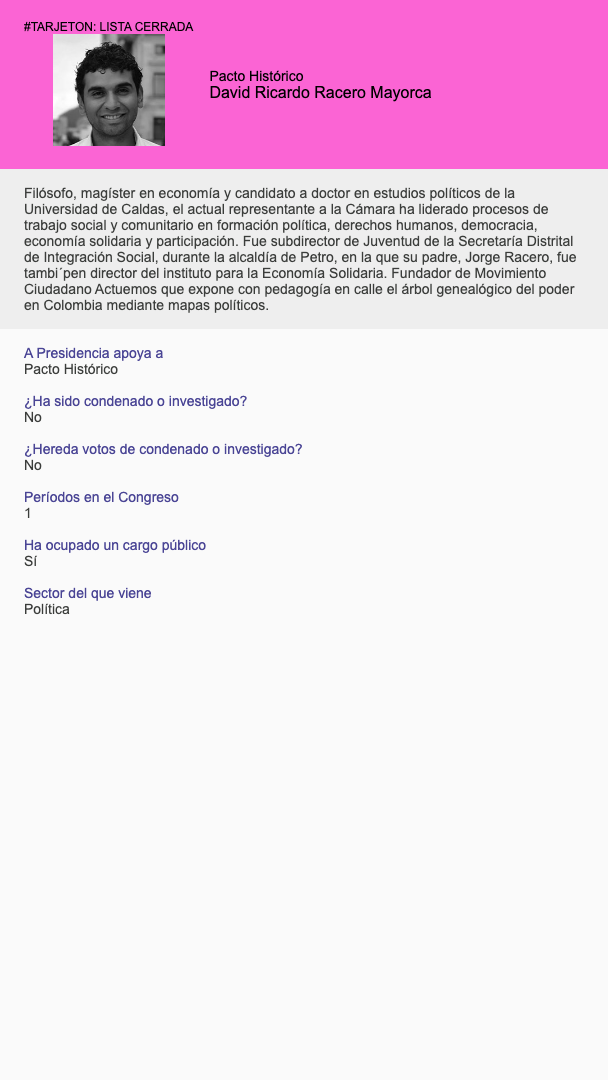 #TARJETON: LISTA CERRADA
Pacto Histórico
David Ricardo Racero Mayorca
Filósofo, magíster en economía y candidato a doctor en estudios políticos de la
Universidad de Caldas, el actual representante a la Cámara ha liderado procesos de
trabajo social y comunitario en formación política, derechos humanos, democracia,
economía solidaria y participación. Fue subdirector de Juventud de la Secretaría Distrital
de Integración Social, durante la alcaldía de Petro, en la que su padre, Jorge Racero, fue
tambi´pen director del instituto para la Economía Solidaria. Fundador de Movimiento
Ciudadano Actuemos que expone con pedagogía en calle el árbol genealógico del poder
en Colombia mediante mapas políticos.
A Presidencia apoya a
Pacto Histórico
¿Ha sido condenado o investigado?
No
¿Hereda votos de condenado o investigado?
No
Períodos en el Congreso
1
Ha ocupado un cargo público
Sí
Sector del que viene
Política